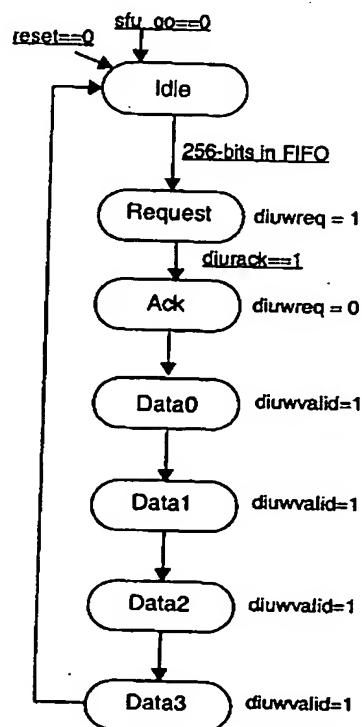 sfu_go==0
reset==0
Idle
256-bits in FIFO
Request diuwreq = 1
diurack==1
Ack diuwreq = 0
Data0 diuwvalid=1
Data1 diuwvalid=1
Data2 diuwvalid=1
Data3 diuwvalid=1